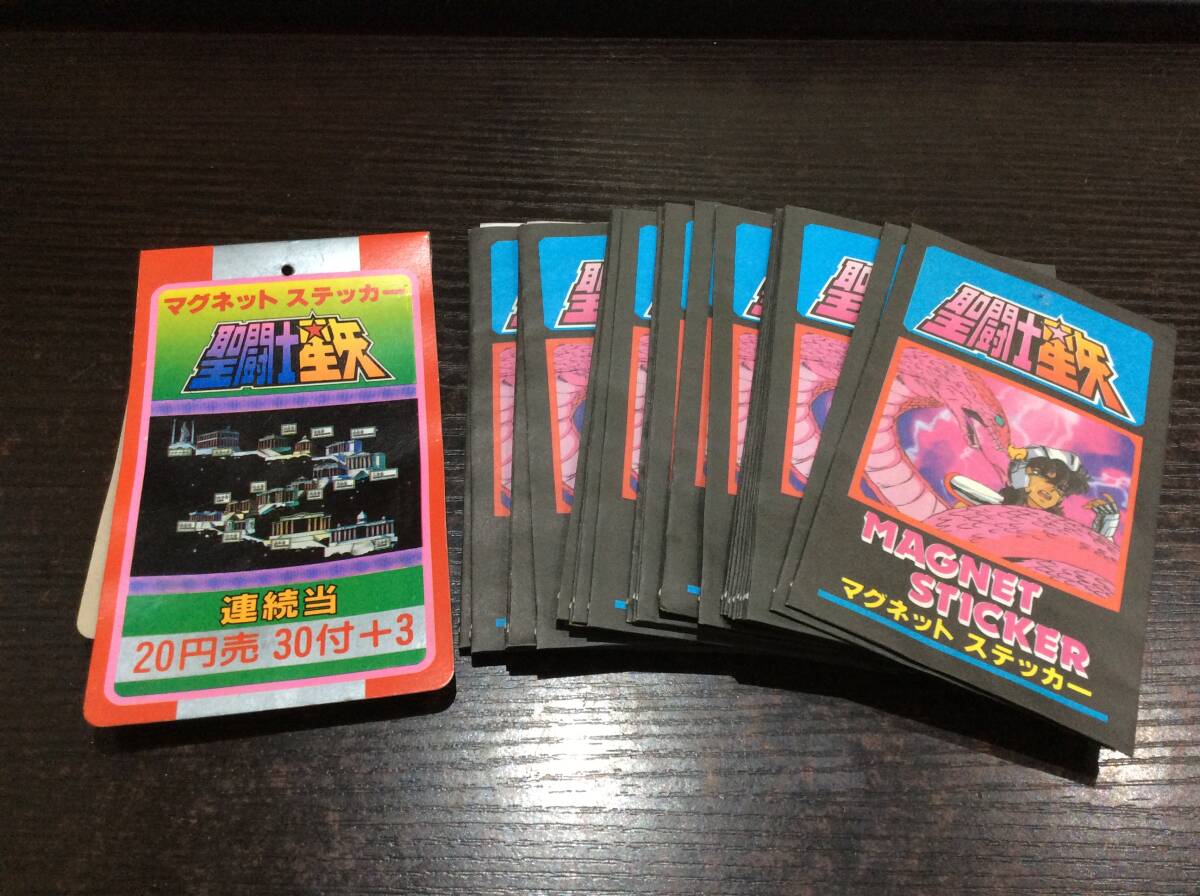 マグネット ステッカー
聖闘士星矢
連続当
20円売 30付+3
聖闘士星矢
MAGNET
STICKER
マグネット ステッカー
聖
聖